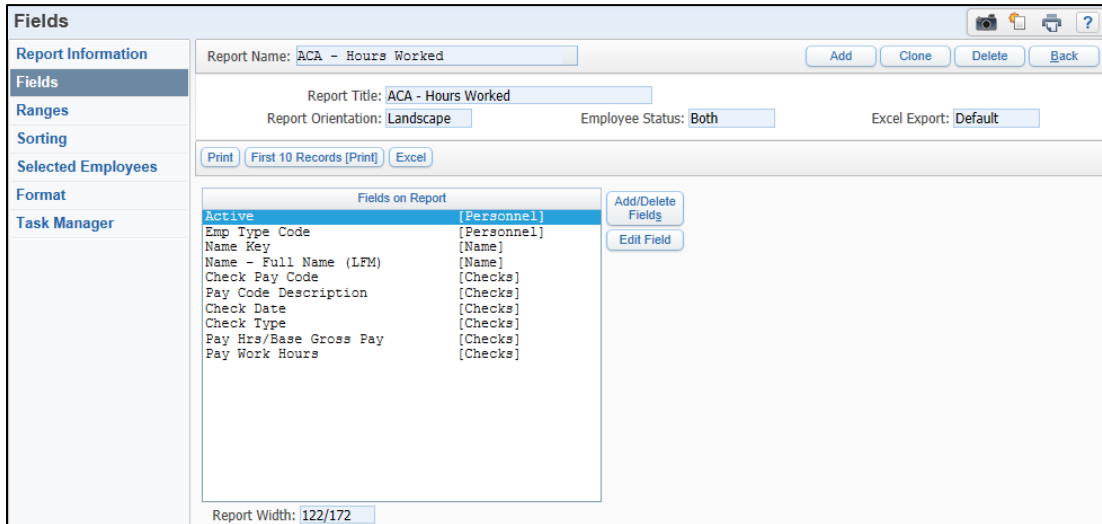 Fields
?
Report Information
Fields
Ranges
Sorting
Selected Employees
Format
Task Manager
Report Name: ACA - Hours Worked
Add Clone Delete Back
Report Title: ACA - Hours Worked
Report Orientation: Landscape Employee Status: Both Excel Export: Default
Print First 10 Records [Print] Excel
Fields on Report
Active [Personnel]
Emp Type Code [Personnel]
Name Key [Name]
Name - Full Name (LFM) [Name]
Check Pay Code [Checks]
Pay Code Description [Checks]
Check Date [Checks]
Check Type [Checks]
Pay Hrs/Base Gross Pay [Checks]
Pay Work Hours [Checks]
Add/Delete
Fields
Edit Field
Report Width: 122/172